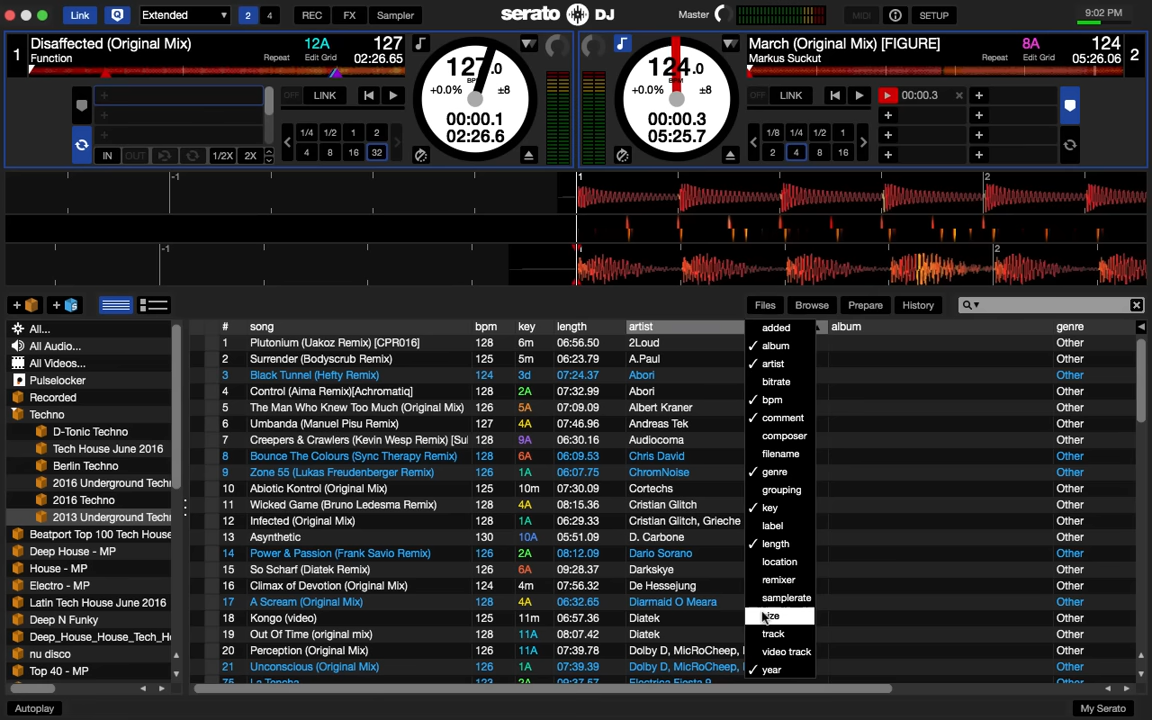 Link Extended 2 4 REC FX Sampler serato DJ Master MIDI SETUP 9:02 PM
1 Disaffected (Original Mix) 12A 127
Function Repeat Edit Grid 02:26.65
127.0
BPM
+0.0% ±8
00:00.1
02:26.6
OFF LINK
1/4 1/2 1 2
4 8 16 32
IN OUT 1/2X 2X
March (Original Mix) [FIGURE] 8A 124 2
Markus Suckut Repeat Edit Grid 05:26.06
124.0
BPM
+0.0% ±8
00:00.3
05:25.7
OFF LINK
00:00.3
1/8 1/4 1/2 1
2 4 8 16
-1 1 2
-1 1 2
Files Browse Prepare History
All...
All Audio...
All Videos...
Pulselocker
Recorded
Techno
D-Tonic Techno
Tech House June 2016
Berlin Techno
2016 Underground Techn
2016 Techno
2013 Underground Techn
Beatport Top 100 Tech House
Deep House - MP
House - MP
Electro - MP
Latin Tech House June 2016
Deep N Funky
Deep_House_House_Tech_H
nu disco
Top 40 - MP
# song bpm key length artist album genre
1 Plutonium (Uakoz Remix) [CPR016] 128 6m 06:56.50 2Loud Other
2 Surrender (Bodyscrub Remix) 125 5m 06:23.79 A.Paul Other
3 Black Tunnel (Hefty Remix) 124 3d 07:24.37 Abori Other
4 Control (Alma Remix)[Achromatiq] 128 2A 07:32.99 Abori Other
5 The Man Who Knew Too Much (Original Mix) 126 5A 07:09.09 Albert Kraner Other
6 Umbanda (Manuel Pisu Remix) 127 4A 07:46.96 Andreas Tek Other
7 Creepers & Crawlers (Kevin Wesp Remix) [Sul 128 9A 06:30.16 Audiocoma Other
8 Bounce The Colours (Sync Therapy Remix) 128 6A 06:09.53 Chris David Other
9 Zone 55 (Lukas Freudenberger Remix) 126 1A 06:07.75 ChromNoise Other
10 Abiotic Kontrol (Original Mix) 125 10m 07:30.09 Cortechs Other
11 Wicked Game (Bruno Ledesma Remix) 128 4A 08:15.36 Cristian Glitch Other
12 Infected (Original Mix) 128 1A 06:29.33 Cristian Glitch, Grieche Other
13 Asynthetic 130 10A 05:51.09 D. Carbone Other
14 Power & Passion (Frank Savio Remix) 126 2A 08:12.09 Dario Sorano Other
15 So Scharf (Diatek Remix) 126 6A 09:28.37 Darkskye Other
16 Climax of Devotion (Original Mix) 124 4m 07:56.32 De Hessejung Other
17 A Scream (Original Mix) 128 4A 06:32.65 Diarmaid O Meara Other
18 Kongo (video) 125 11m 06:57.36 Diatek Other
19 Out Of Time (original mix) 128 11A 08:07.42 Diatek Other
20 Perception (Original Mix) 126 11A 07:39.78 Dolby D, MicRoCheep, Other
21 Unconscious (Original Mix) 126 1A 07:39.39 Dolby D, MicRoCheep, Other
added
album
artist
bitrate
bpm
comment
composer
filename
genre
grouping
key
label
length
location
remixer
samplerate
size
track
video track
year
Autoplay My Serato